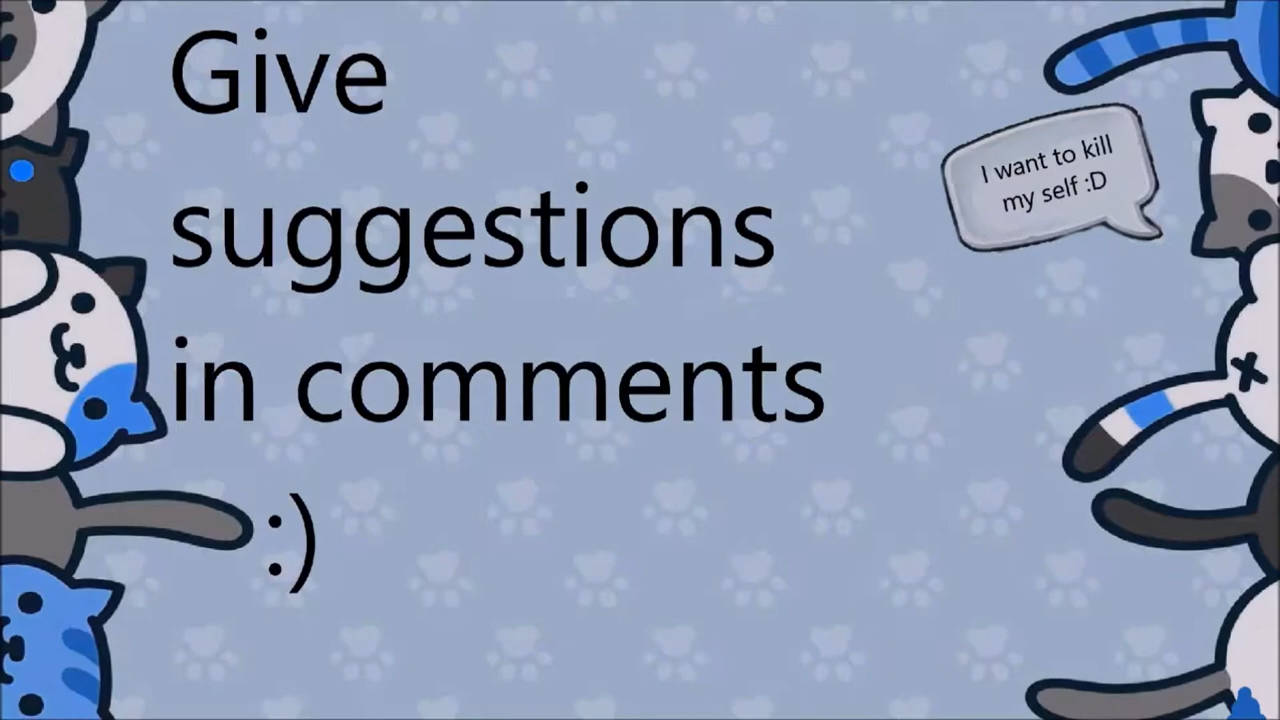 Give
suggestions
in comments
:)
I want to kill
my self :D